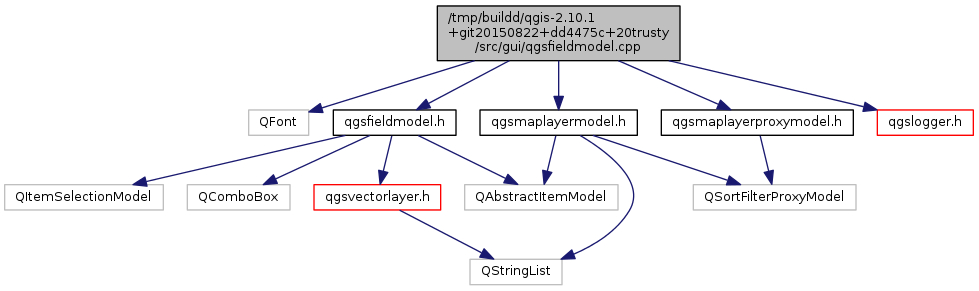 /tmp/buildd/qgis-2.10.1
+git20150822+dd4475c+20trusty
/src/gui/qgsfieldmodel.cpp
QFont
qgsfieldmodel.h
qgsmaplayermodel.h
qgsmaplayerproxymodel.h
qgslogger.h
QItemSelectionModel
QComboBox
qgsvectorlayer.h
QAbstractItemModel
QSortFilterProxyModel
QStringList